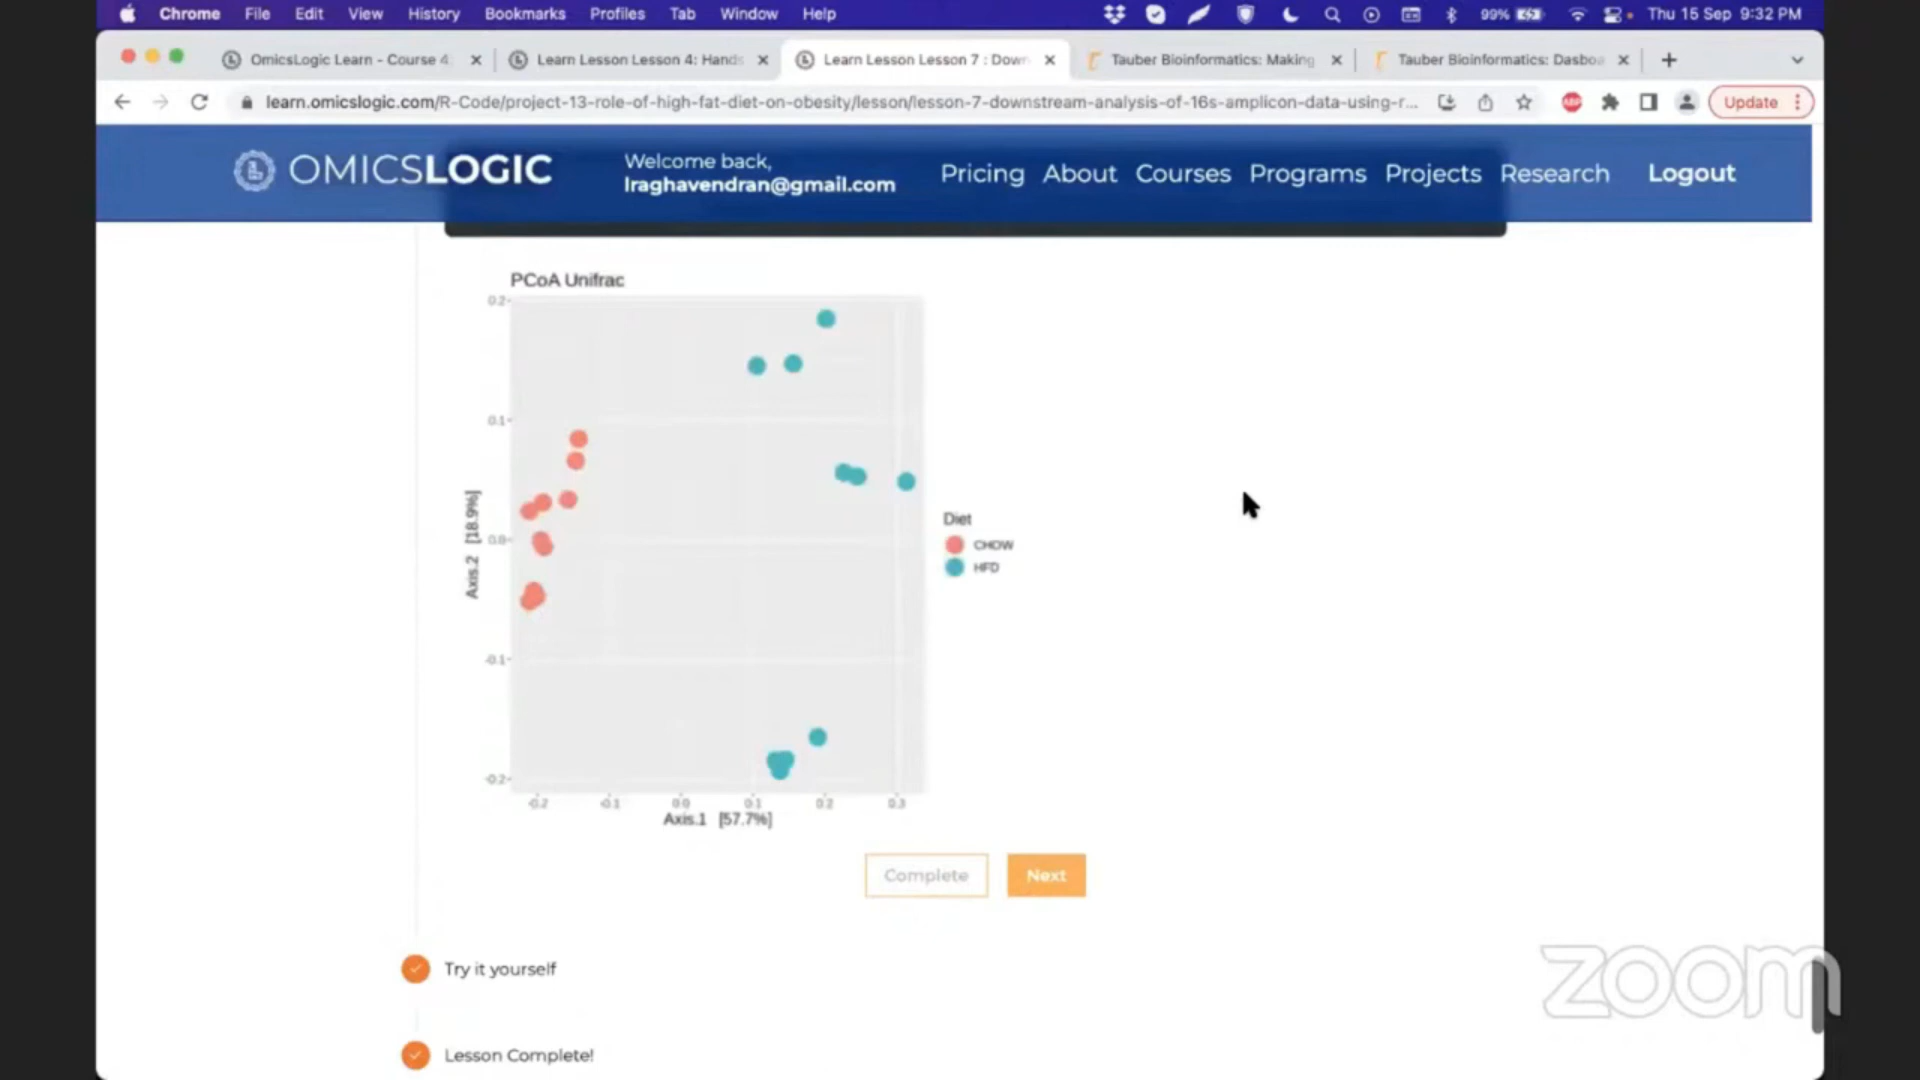 Chrome File Edit View History Bookmarks Profiles Tab Window Help 99% Thu 15 Sep 9:32 PM
OmicsLogic Learn - Course 4 Learn Lesson Lesson 4: Hands Learn Lesson Lesson 7 : Down Tauber Bioinformatics: Making Tauber Bioinformatics: Dasboa
learn.omicslogic.com/R-Code/project-13-role-of-high-fat-diet-on-obesity/lesson/lesson-7-downstream-analysis-of-16s-amplicon-data-using-r... ABP Update
OMICSLOGIC Welcome back, Pricing About Courses Programs Projects Research Logout
lraghavendran@gmail.com
PCoA Unifrac
0.2
0.1
0.0
-0.1
-0.2
Axis.2 [18.9%]
-0.2 -0.1 0.0 0.1 0.2 0.3
Axis.1 [57.7%]
Diet
CHOW
HFD
Complete Next
Try it yourself
Lesson Complete!
zoom